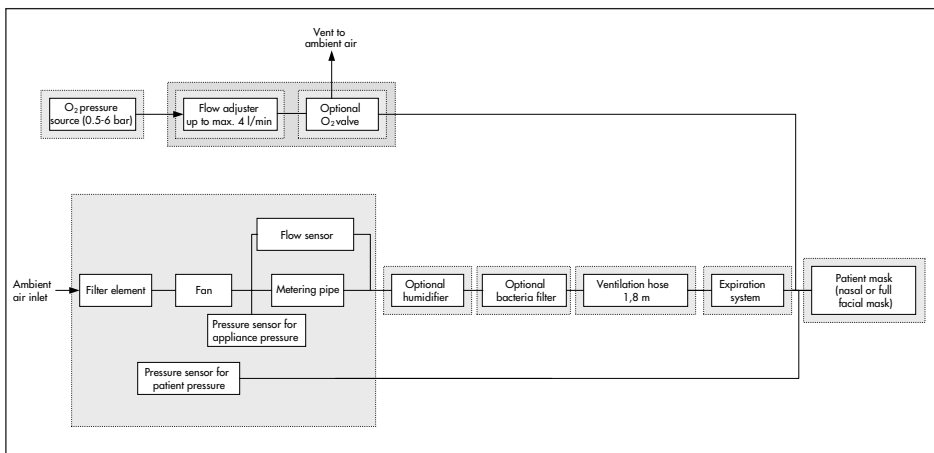 Vent to
ambient air
O₂ pressure
source (0.5-6 bar)
Flow adjuster
up to max. 4 l/min
Optional
O₂ valve
Flow sensor
Ambient
air inlet
Filter element
Fan
Metering pipe
Pressure sensor for
appliance pressure
Pressure sensor for
patient pressure
Optional
humidifier
Optional
bacteria filter
Ventilation hose
1,8 m
Expiration
system
Patient mask
(nasal or full
facial mask)